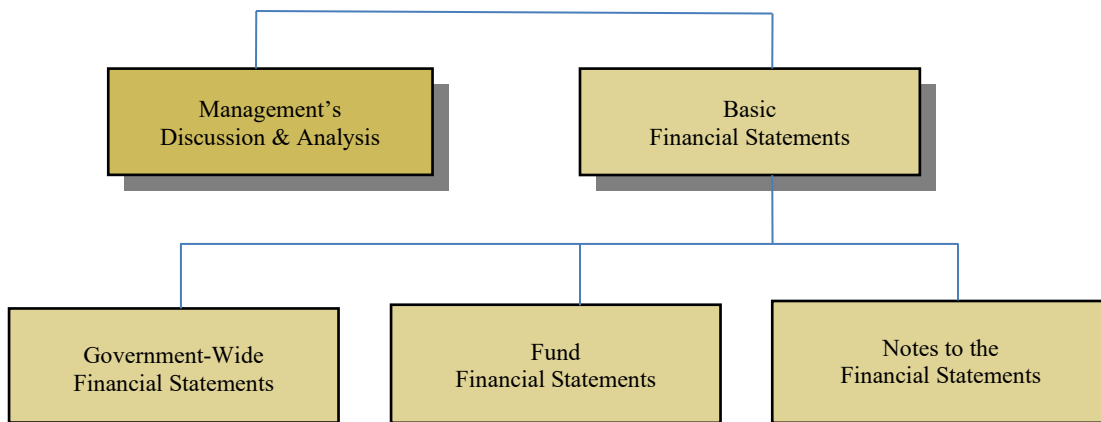 Management’s
Discussion & Analysis
Basic
Financial Statements
Government-Wide
Financial Statements
Fund
Financial Statements
Notes to the
Financial Statements